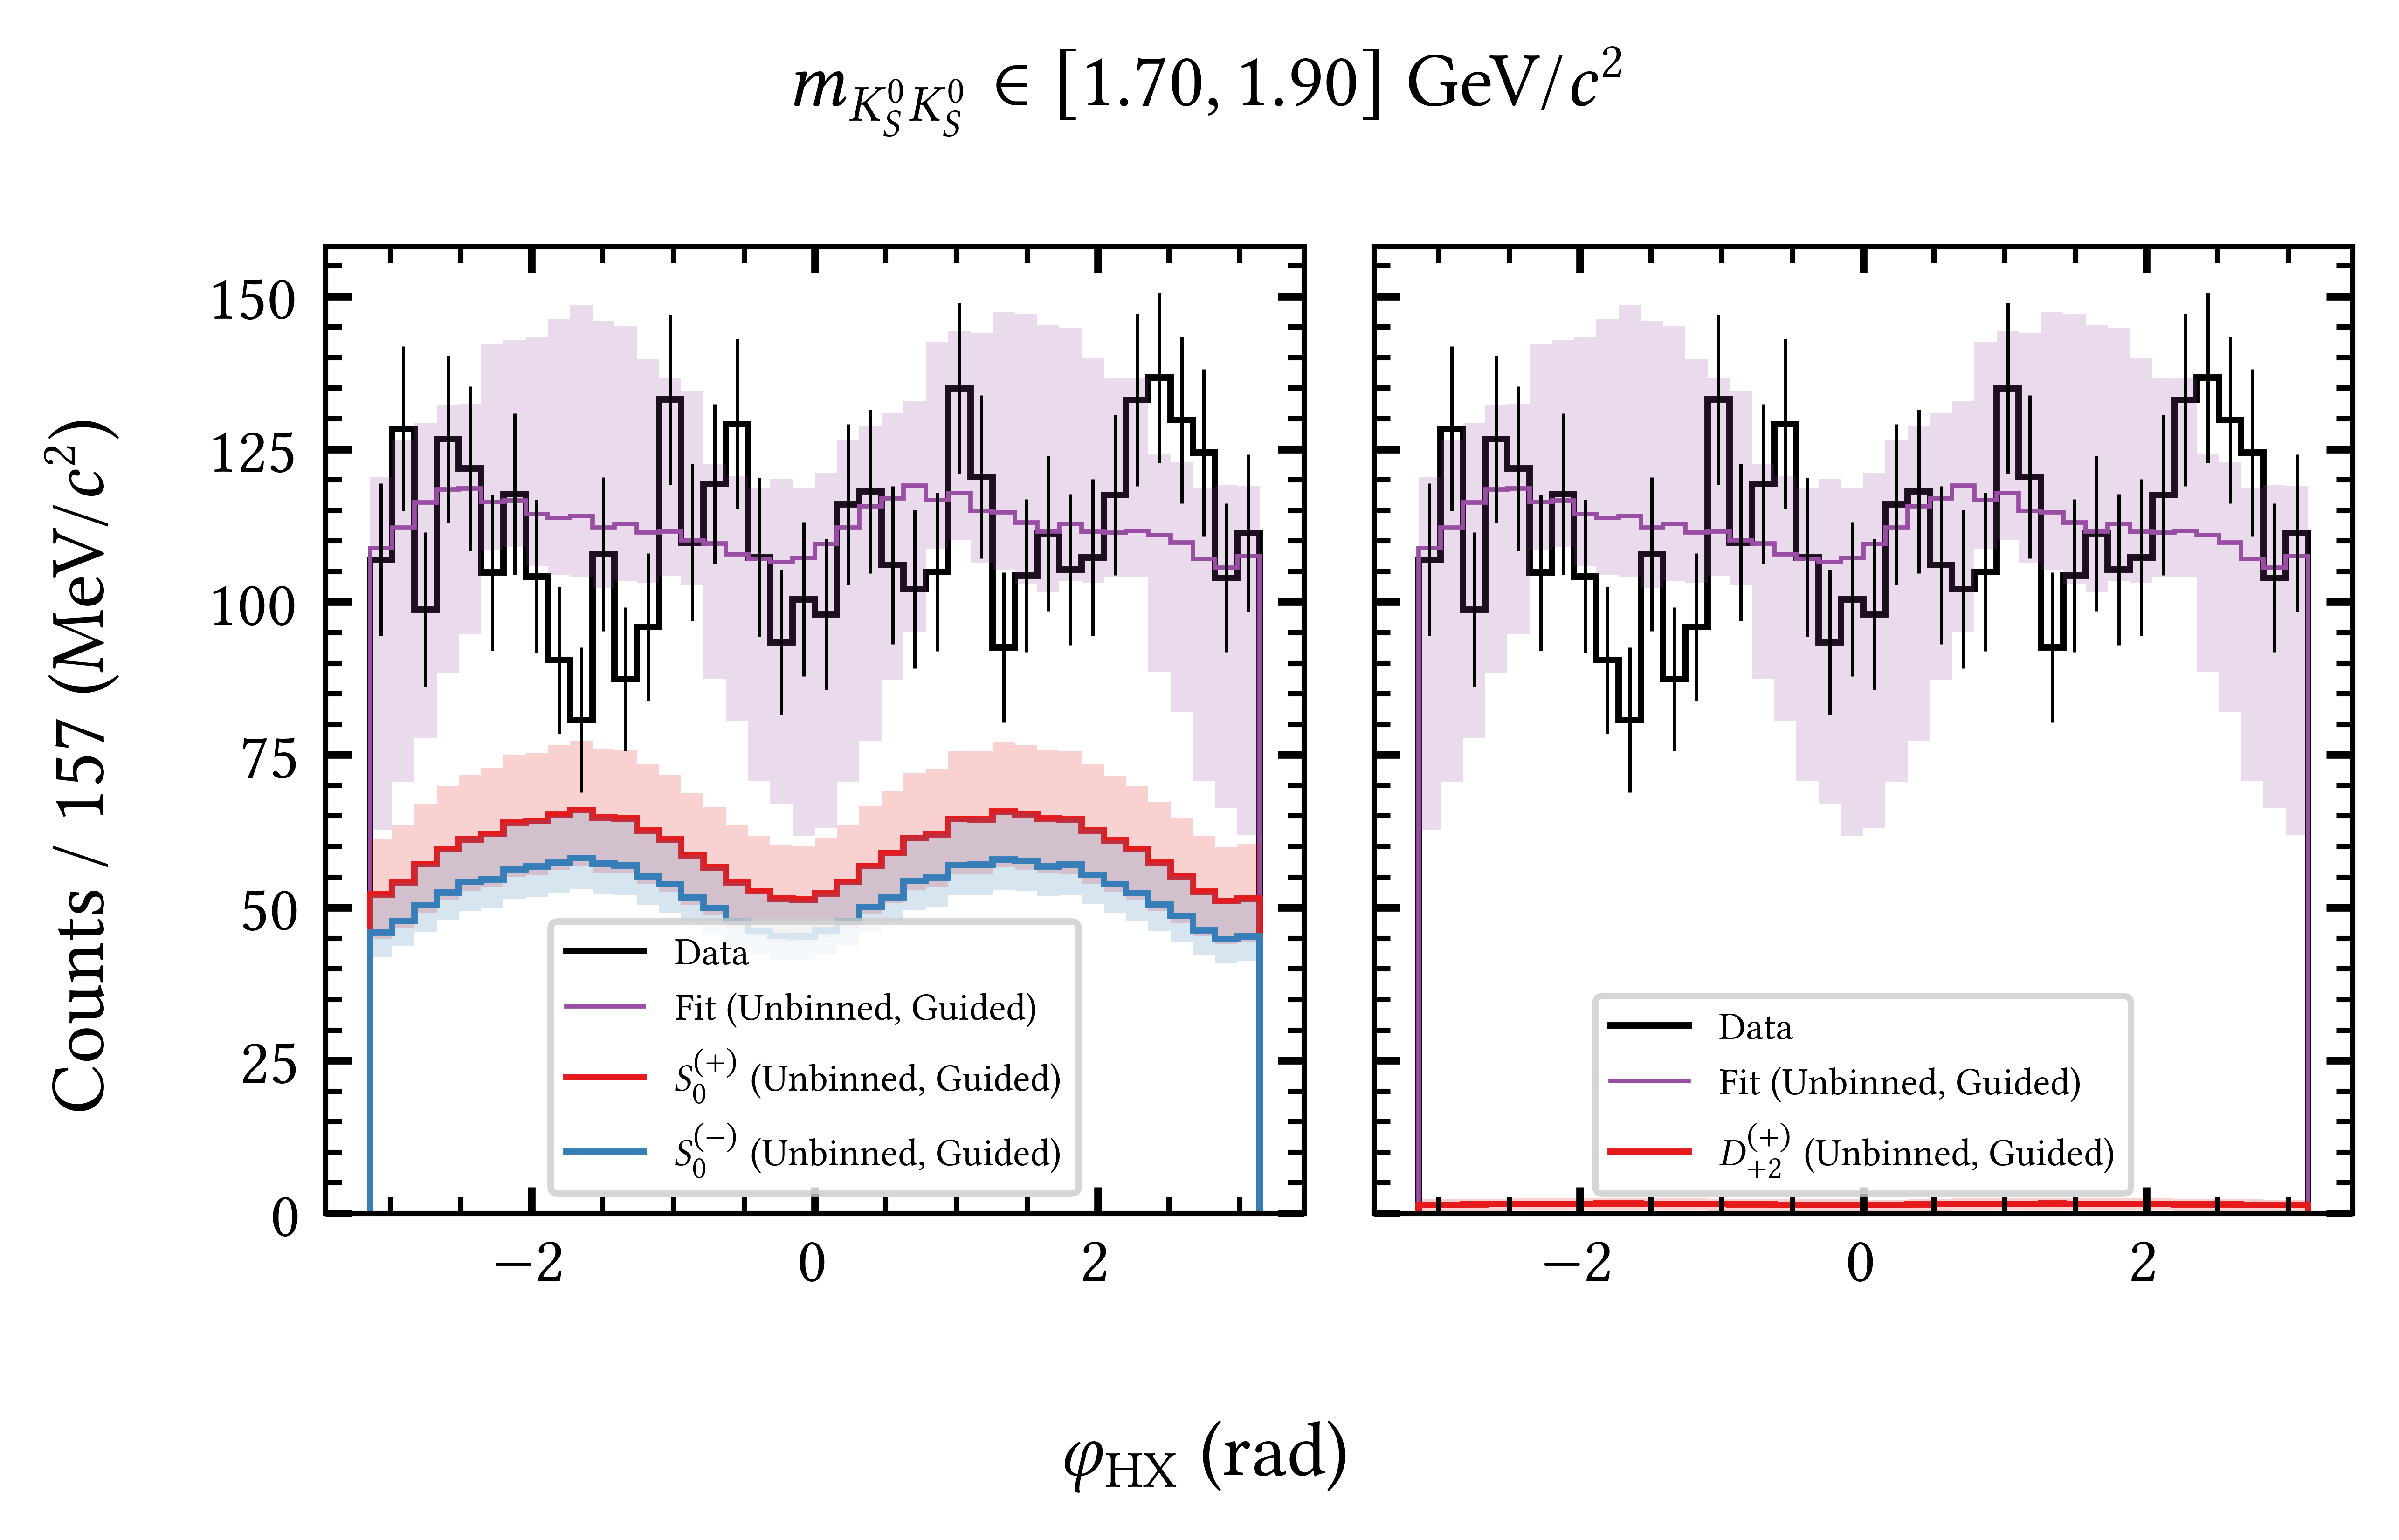 m_{K_S^0 K_S^0} ∈ [1.70, 1.90] GeV/c²
Counts / 157 (MeV/c²)
150
125
100
75
50
25
0
Data
Fit (Unbinned, Guided)
S_0^{(+)} (Unbinned, Guided)
S_0^{(−)} (Unbinned, Guided)
−2 0 2
Data
Fit (Unbinned, Guided)
D_{+2}^{(+)} (Unbinned, Guided)
−2 0 2
φ_{HX} (rad)